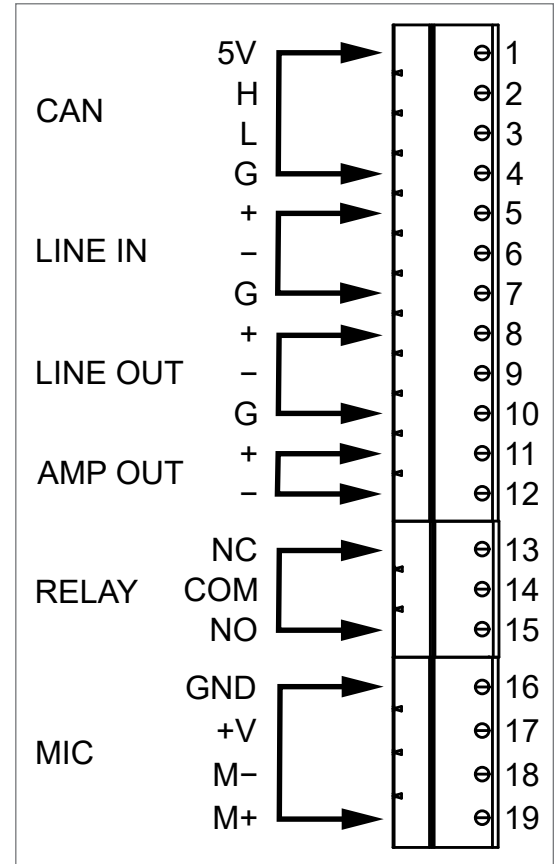 5V 1
H 2
CAN
L 3
G 4
+ 5
LINE IN − 6
G 7
+ 8
LINE OUT − 9
G 10
+ 11
AMP OUT
− 12
NC 13
RELAY COM 14
NO 15
GND 16
+V 17
MIC
M− 18
M+ 19